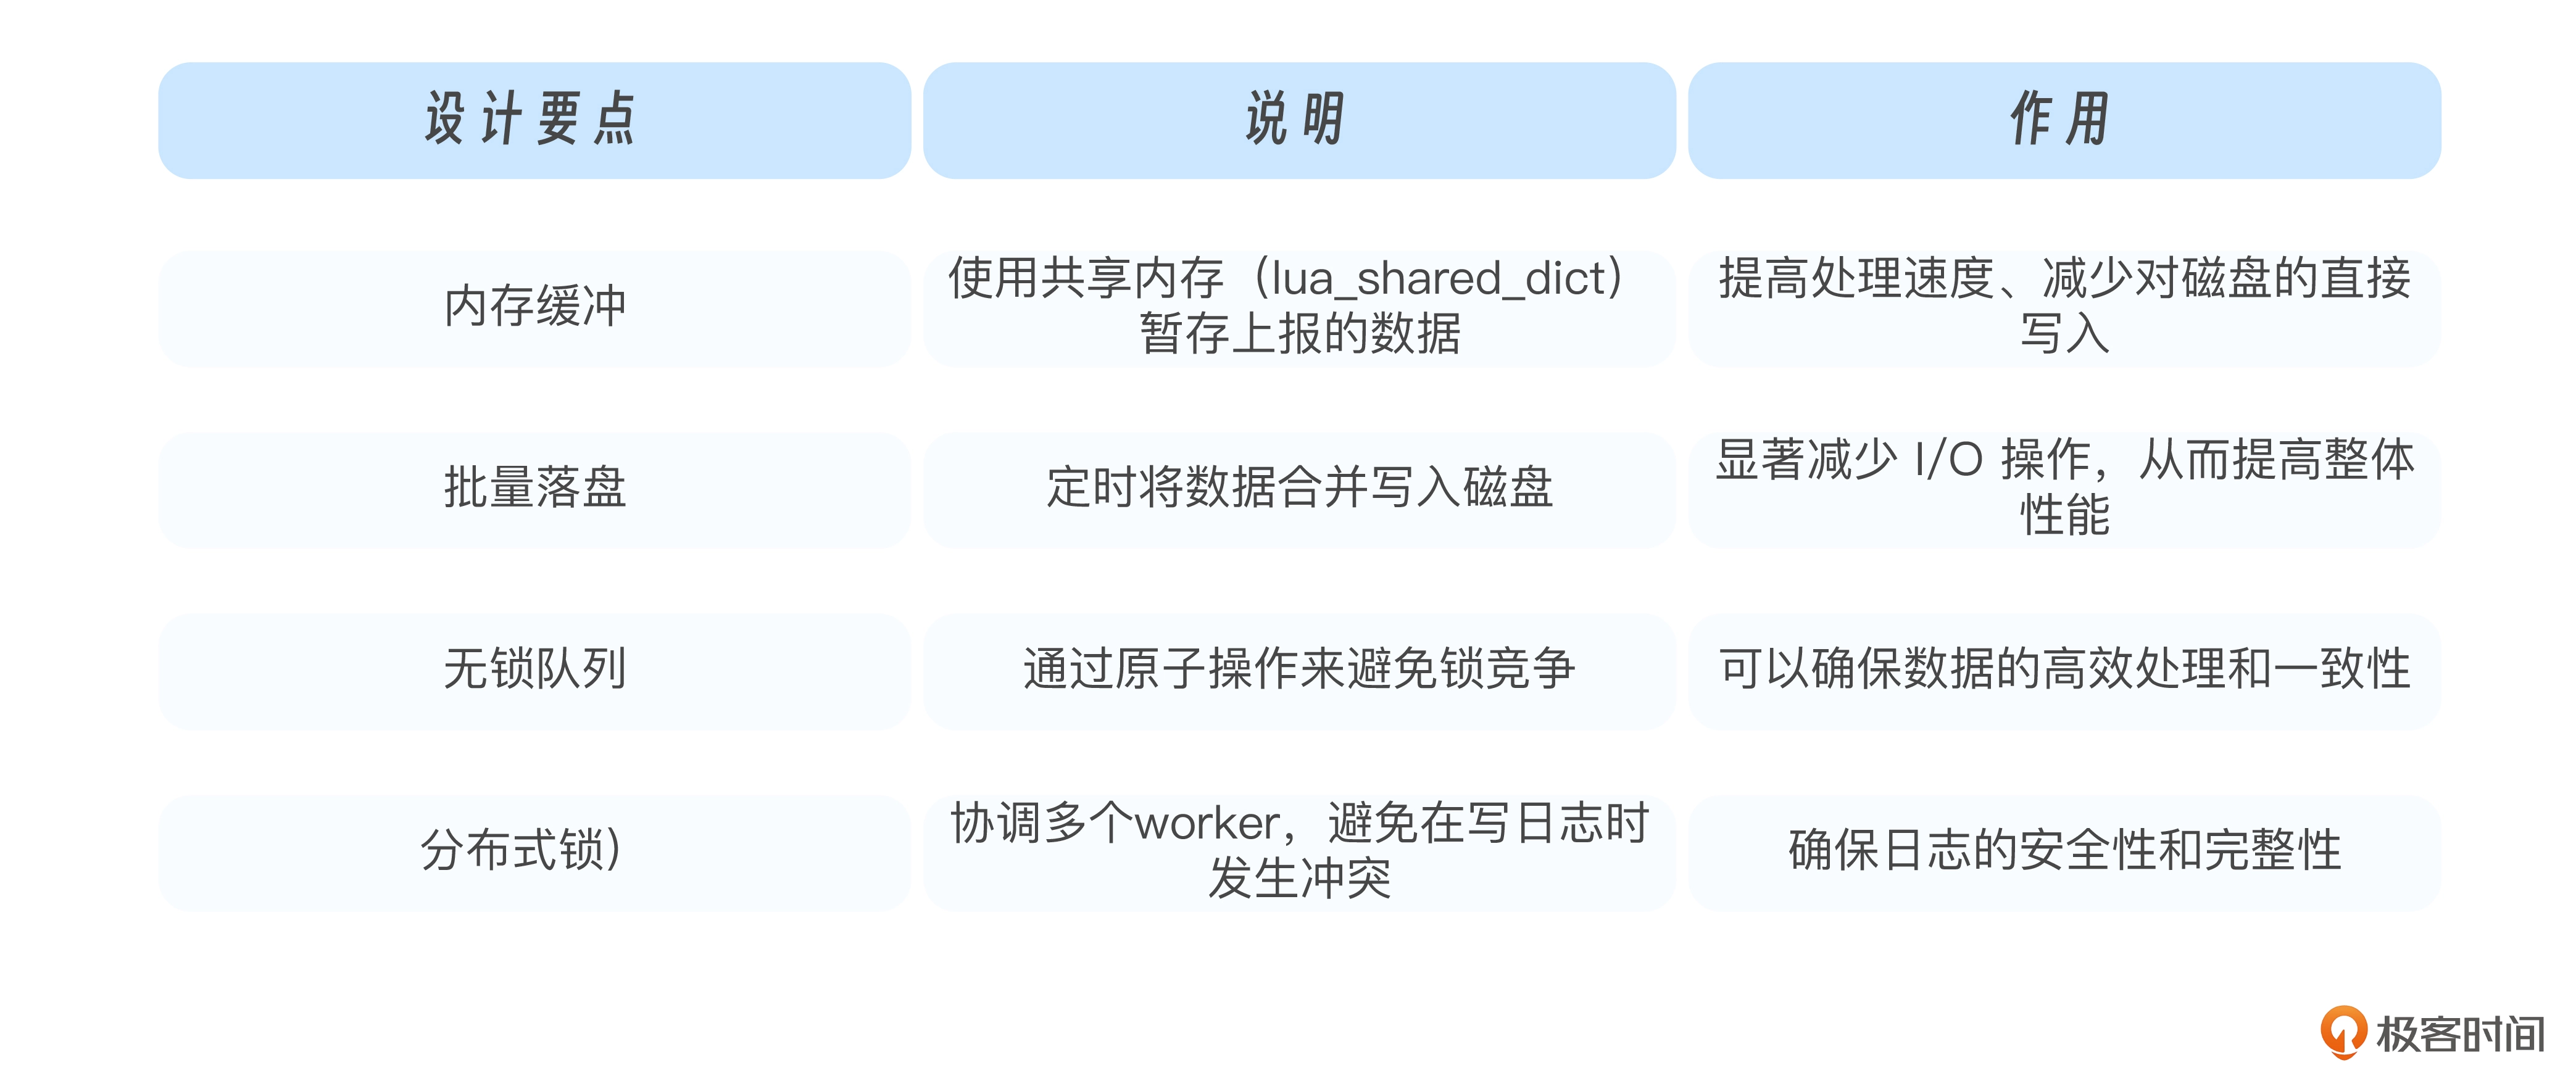 设计要点
说明
作用
内存缓冲
使用共享内存（lua_shared_dict）
暂存上报的数据
提高处理速度、减少对磁盘的直接
写入
批量落盘
定时将数据合并写入磁盘
显著减少 I/O 操作，从而提高整体
性能
无锁队列
通过原子操作来避免锁竞争
可以确保数据的高效处理和一致性
分布式锁)
协调多个worker，避免在写日志时
发生冲突
确保日志的安全性和完整性
极客时间